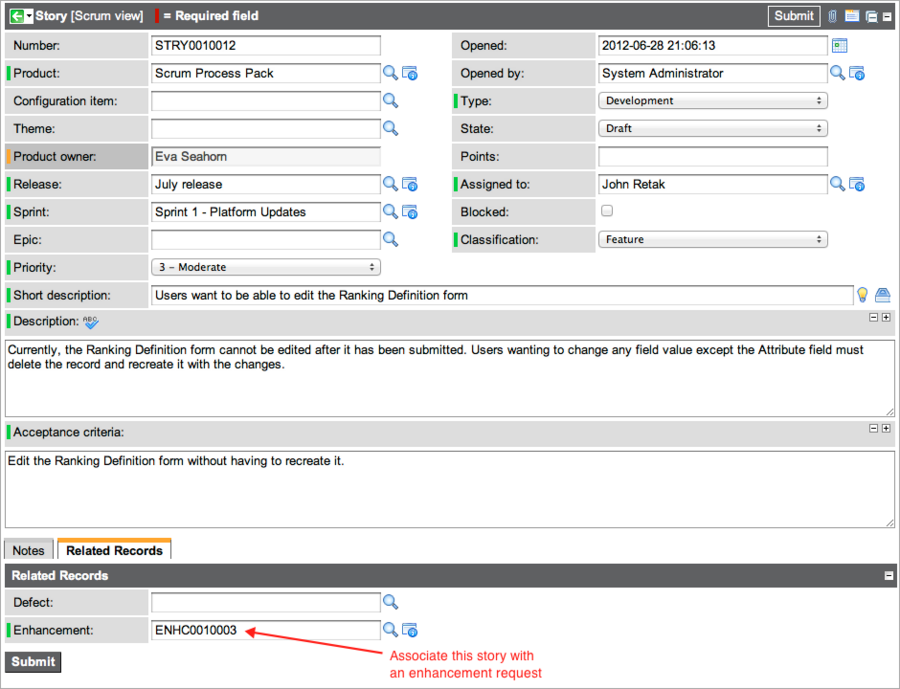 Story [Scrum view] = Required field Submit
Number: STRY0010012 Opened: 2012-06-28 21:06:13
Product: Scrum Process Pack Opened by: System Administrator
Configuration item: Type: Development
Theme: State: Draft
Product owner: Eva Seahorn Points:
Release: July release Assigned to: John Retak
Sprint: Sprint 1 - Platform Updates Blocked:
Epic: Classification: Feature
Priority: 3 - Moderate
Short description: Users want to be able to edit the Ranking Definition form
Description: ABC
Currently, the Ranking Definition form cannot be edited after it has been submitted. Users wanting to change any field value except the Attribute field must
delete the record and recreate it with the changes.
Acceptance criteria:
Edit the Ranking Definition form without having to recreate it.
Notes Related Records
Related Records
Defect:
Enhancement: ENHC0010003
Submit
Associate this story with
an enhancement request